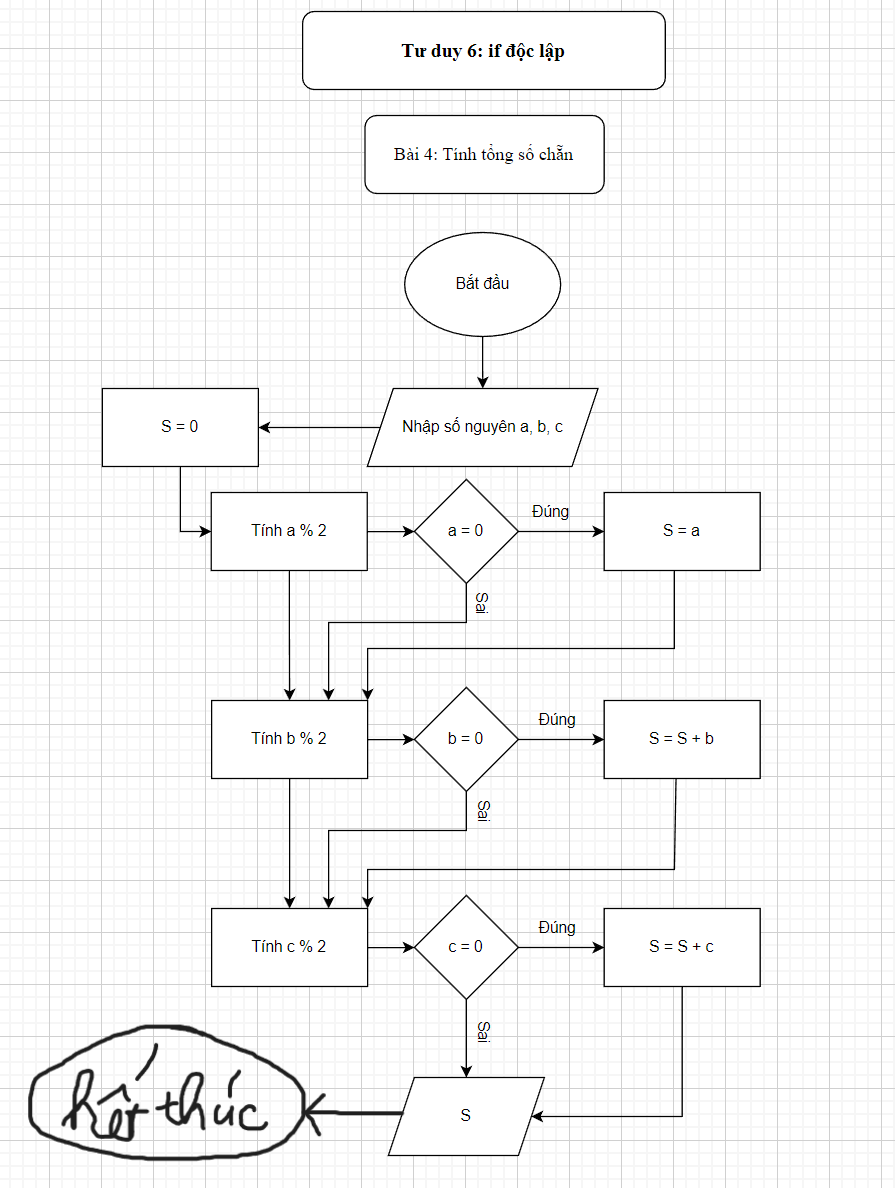 Tư duy 6: if độc lập
Bài 4: Tính tổng số chẵn
Bắt đầu
Nhập số nguyên a, b, c
S = 0
Tính a % 2
a = 0
Đúng
S = a
Sai
Tính b % 2
b = 0
Đúng
S = S + b
Sai
Tính c % 2
c = 0
Đúng
S = S + c
Sai
S
kết thúc